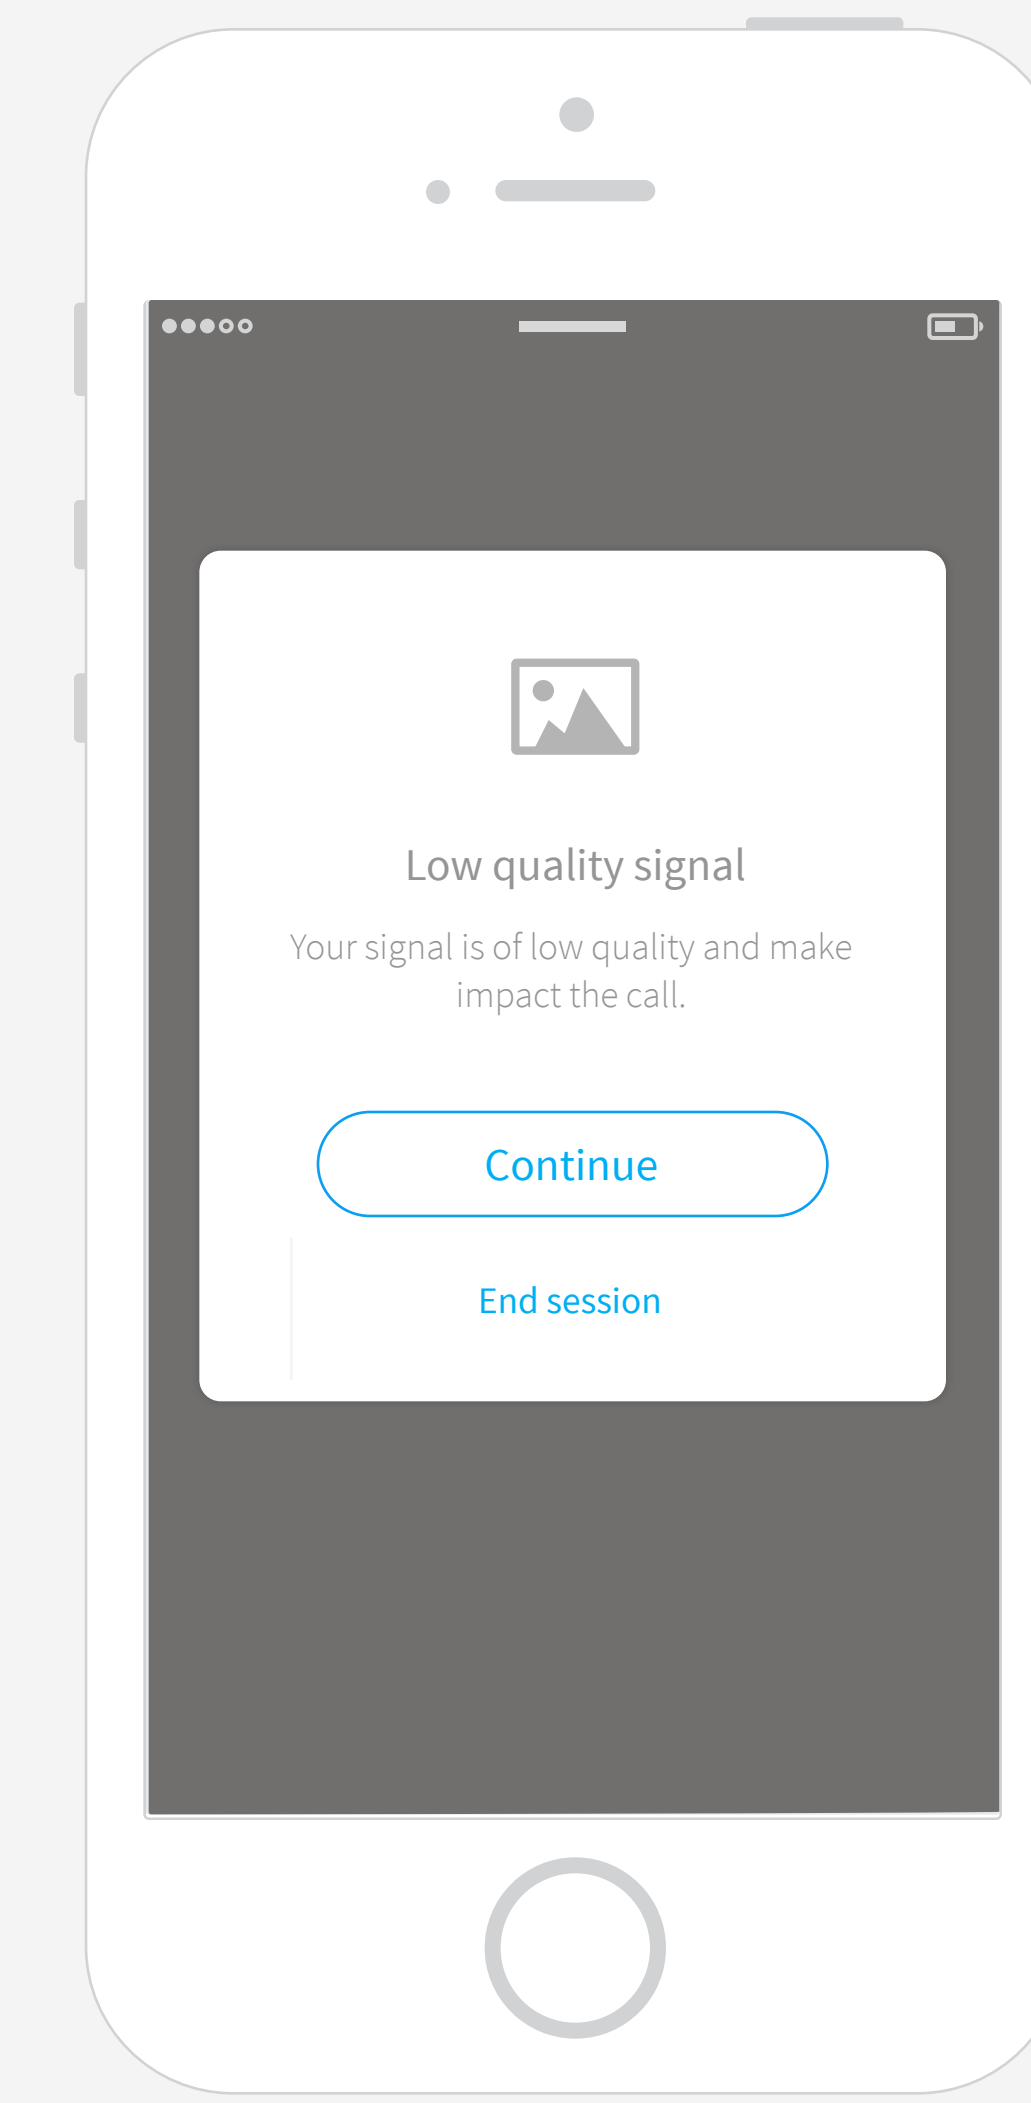 Low quality signal
Your signal is of low quality and make
impact the call.
Continue
End session